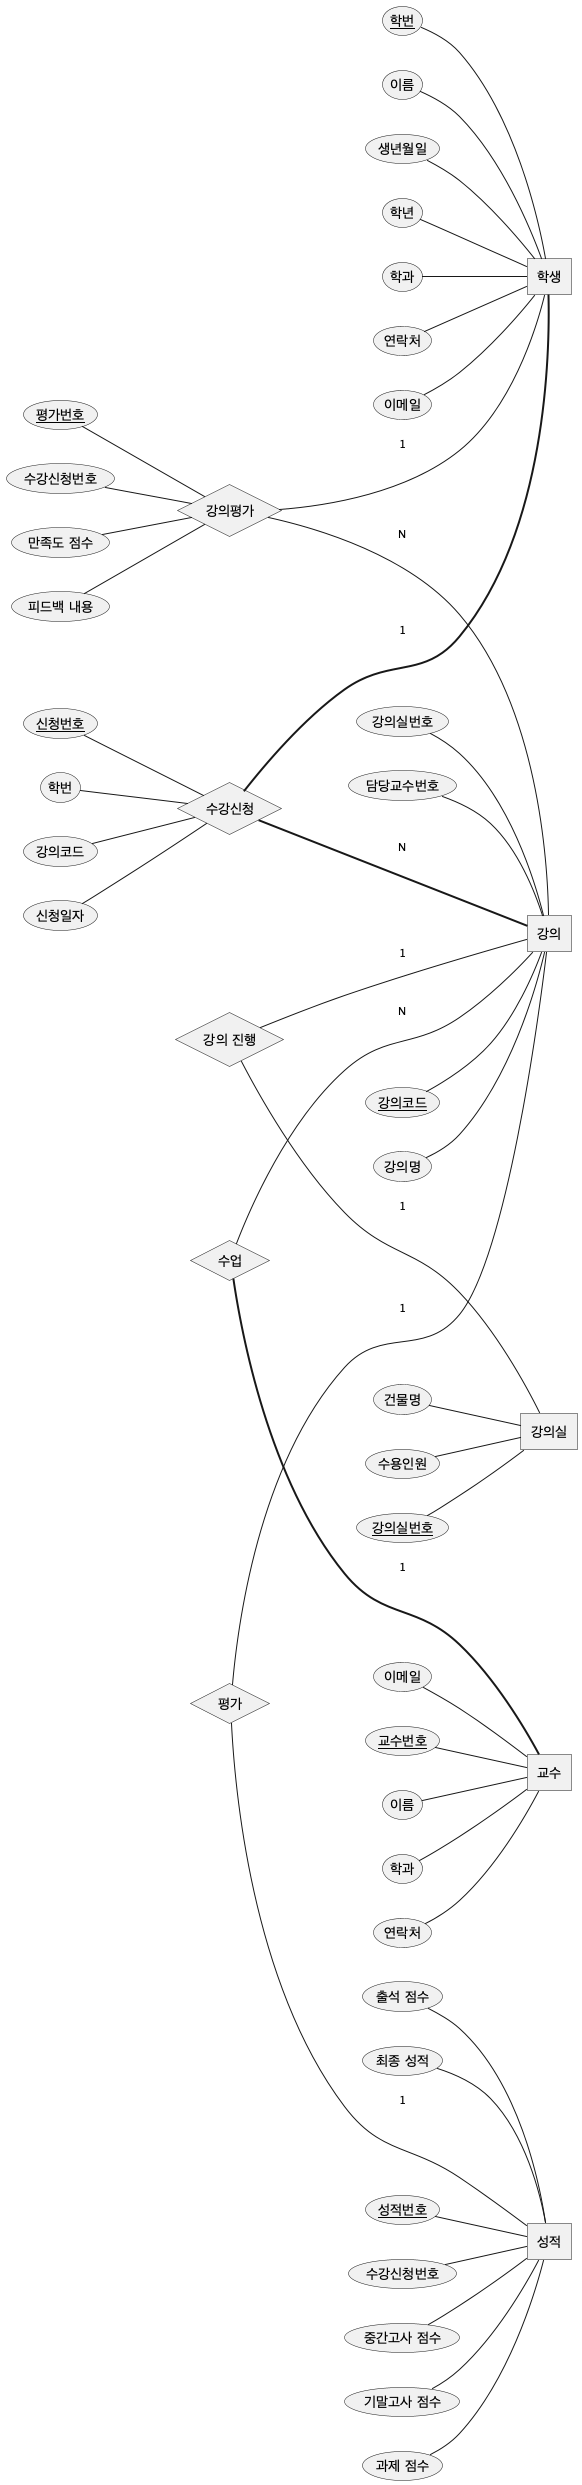 학번
이름
생년월일
학년
학과
연락처
이메일
학생
1
평가번호
수강신청번호
만족도 점수
피드백 내용
강의평가
N
1
신청번호
학번
강의코드
신청일자
수강신청
강의실번호
담당교수번호
N
강의
1
N
강의 진행
강의코드
강의명
1
수업
1
건물명
수용인원
강의실번호
강의실
1
평가
이메일
교수번호
이름
학과
연락처
교수
출석 점수
최종 성적
1
성적번호
수강신청번호
중간고사 점수
기말고사 점수
과제 점수
성적